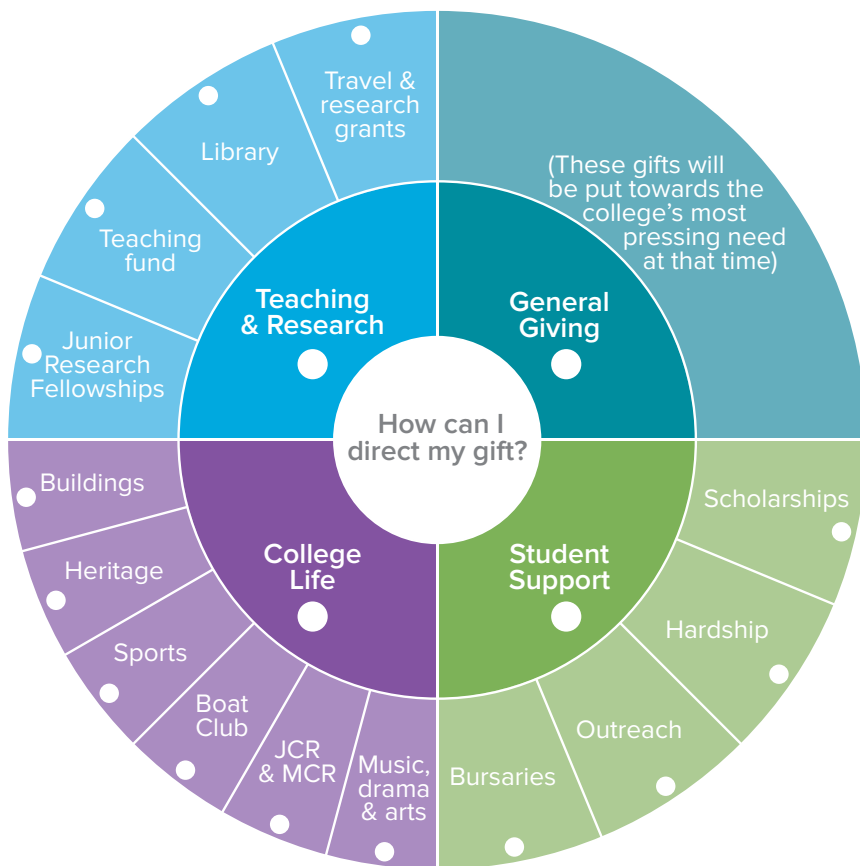 How can I
direct my gift?
General
Giving
(These gifts will
be put towards the
college's most
pressing need
at that time)
Student
Support
Scholarships
Hardship
Outreach
Bursaries
College
Life
Music,
drama
& arts
JCR
& MCR
Boat
Club
Sports
Heritage
Buildings
Teaching
& Research
Junior
Research
Fellowships
Teaching
fund
Library
Travel &
research
grants